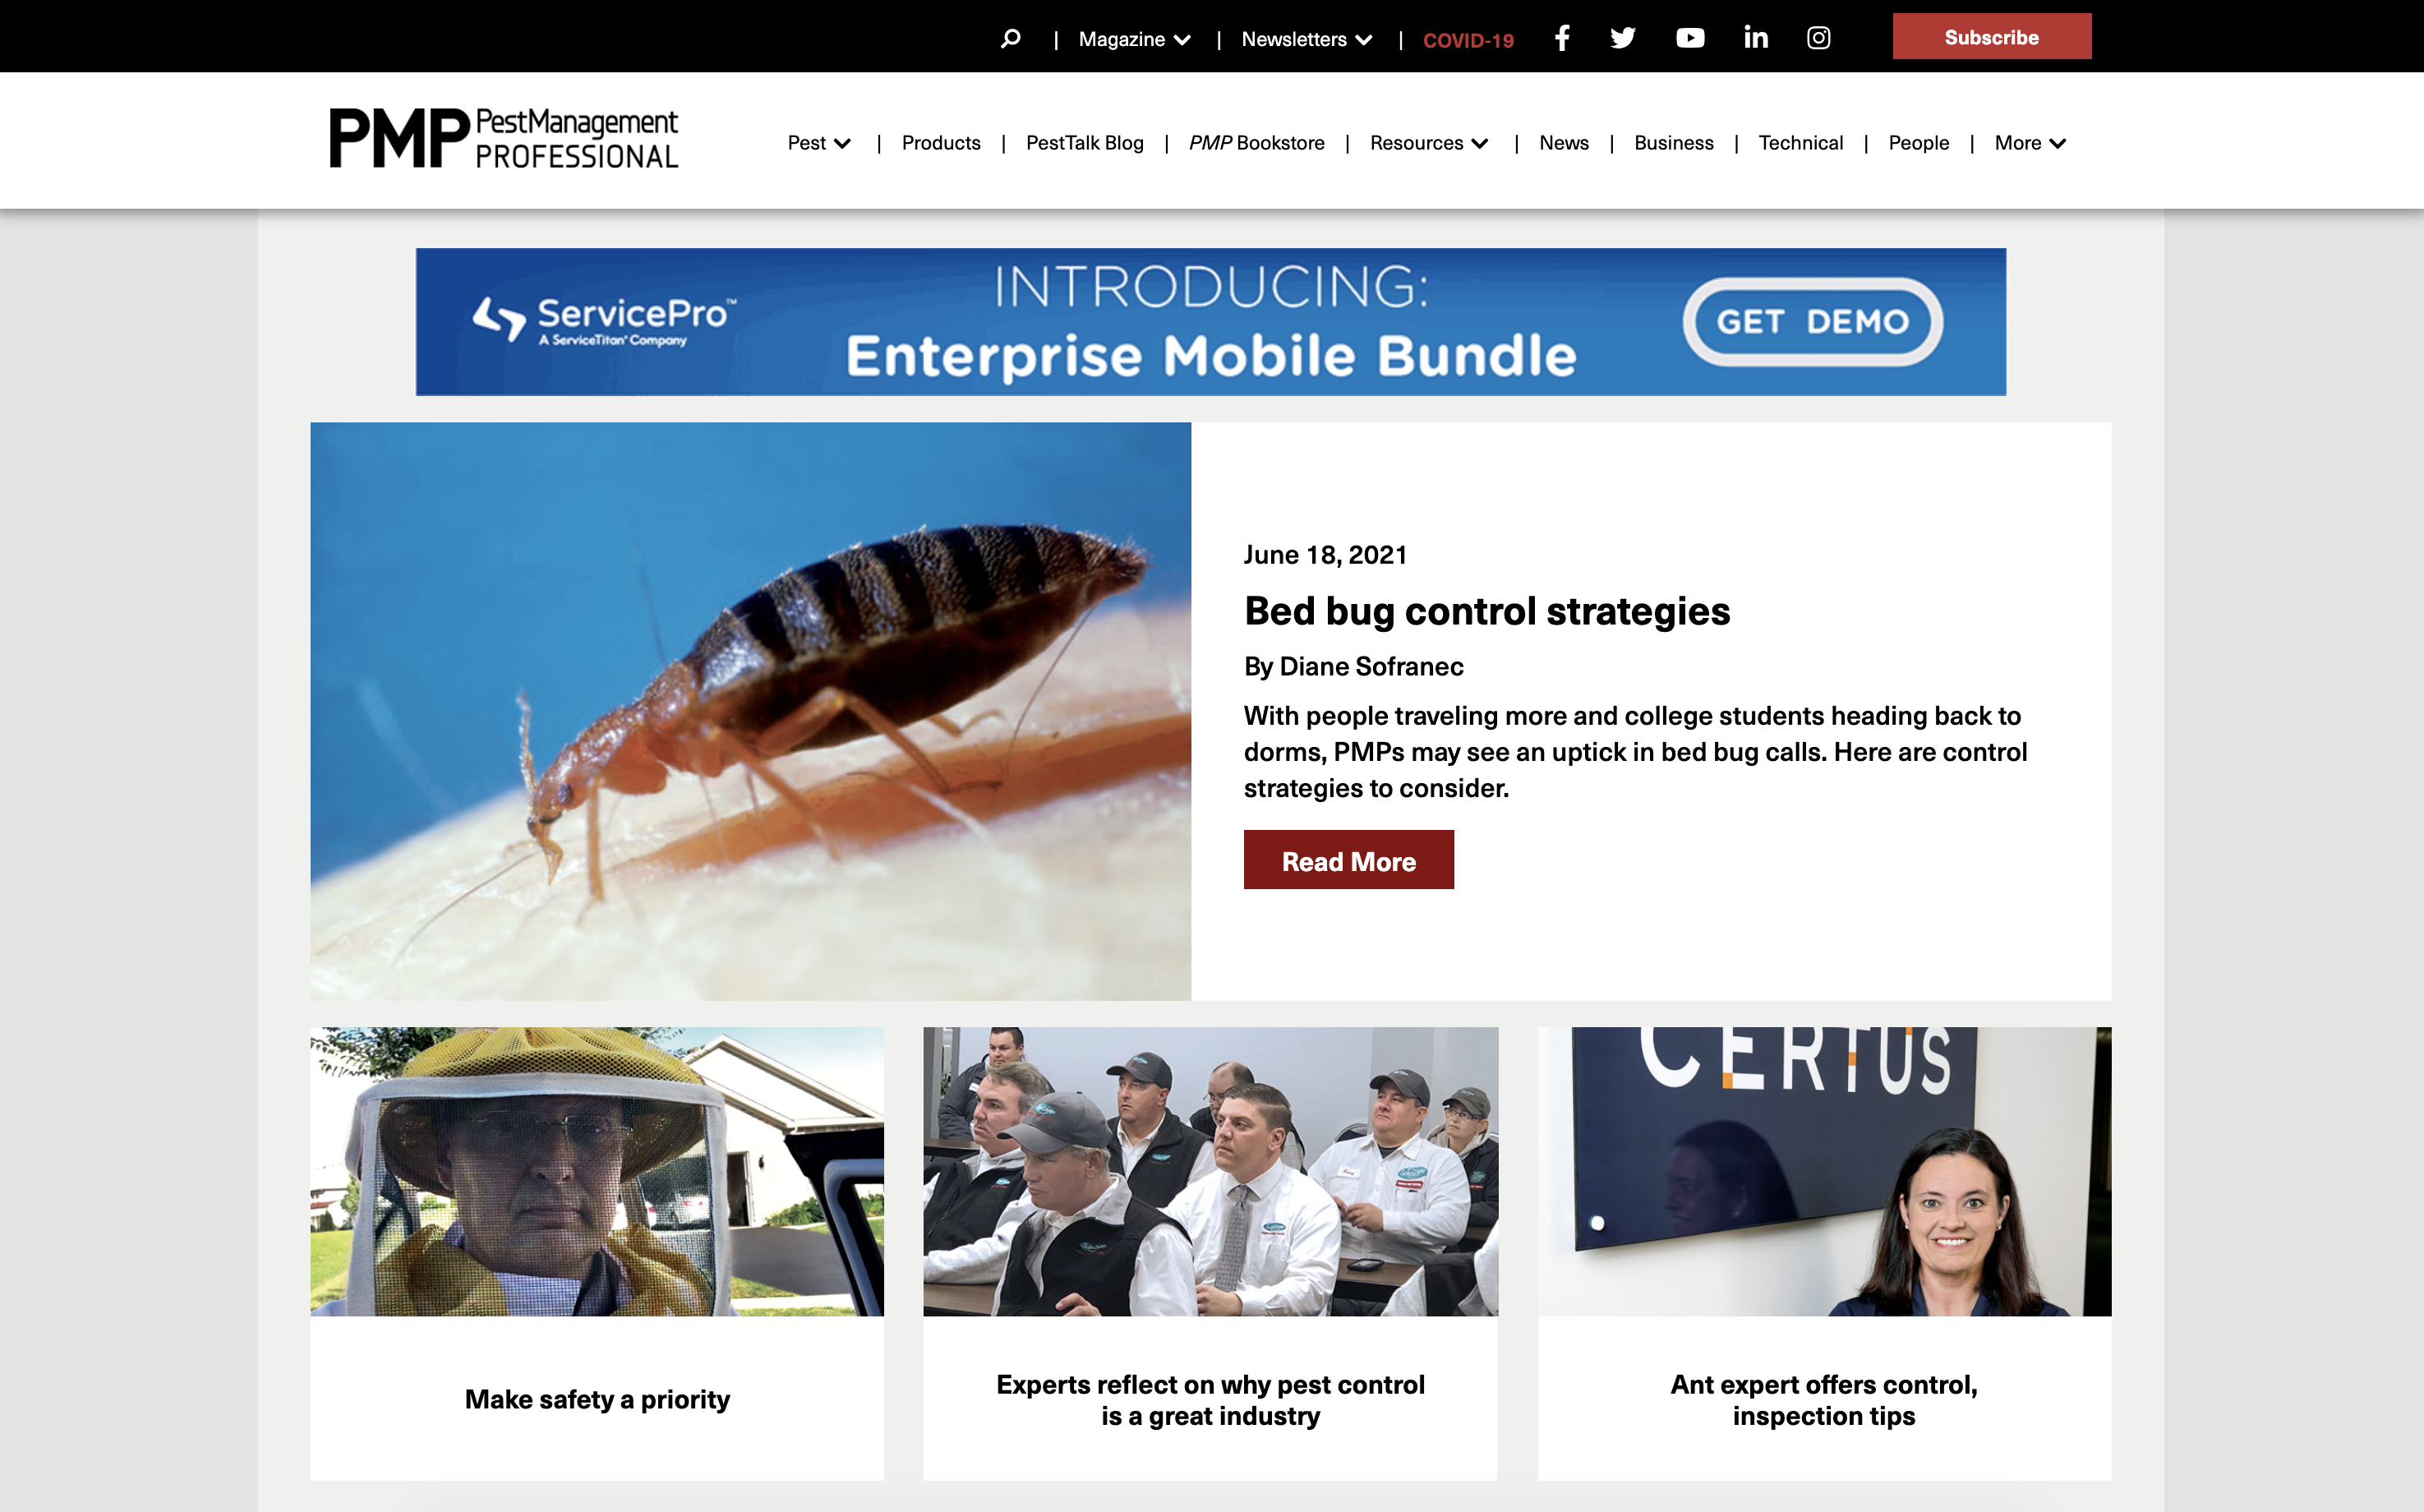 Magazine | Newsletters | COVID-19
Subscribe
PMP PestManagement
PROFESSIONAL
Pest | Products | PestTalk Blog | PMP Bookstore | Resources | News | Business | Technical | People | More
ServicePro™
A ServiceTitan® Company
INTRODUCING:
Enterprise Mobile Bundle
GET DEMO
June 18, 2021
Bed bug control strategies
By Diane Sofranec
With people traveling more and college students heading back to
dorms, PMPs may see an uptick in bed bug calls. Here are control
strategies to consider.
Read More
CERTUS
Make safety a priority
Experts reflect on why pest control
is a great industry
Ant expert offers control,
inspection tips